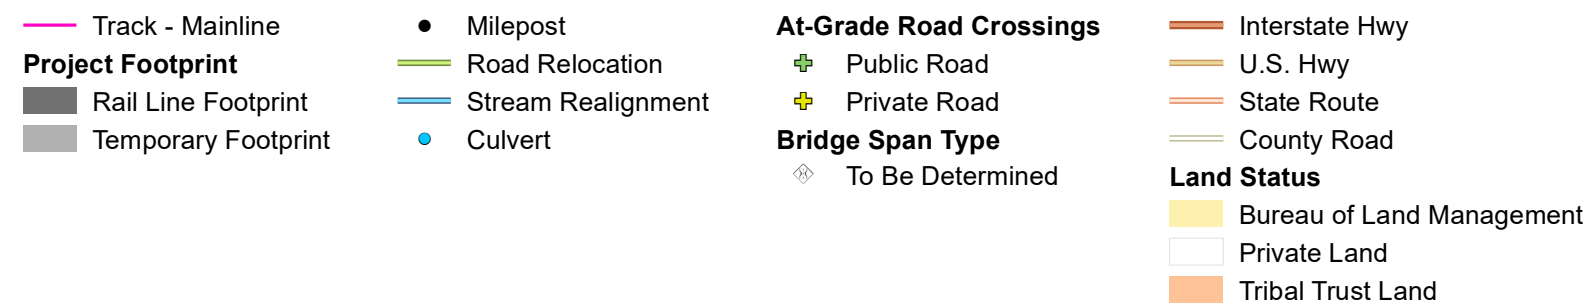 Track - Mainline
Project Footprint
Rail Line Footprint
Temporary Footprint
Milepost
Road Relocation
Stream Realignment
Culvert
At-Grade Road Crossings
Public Road
Private Road
Bridge Span Type
To Be Determined
Interstate Hwy
U.S. Hwy
State Route
County Road
Land Status
Bureau of Land Management
Private Land
Tribal Trust Land